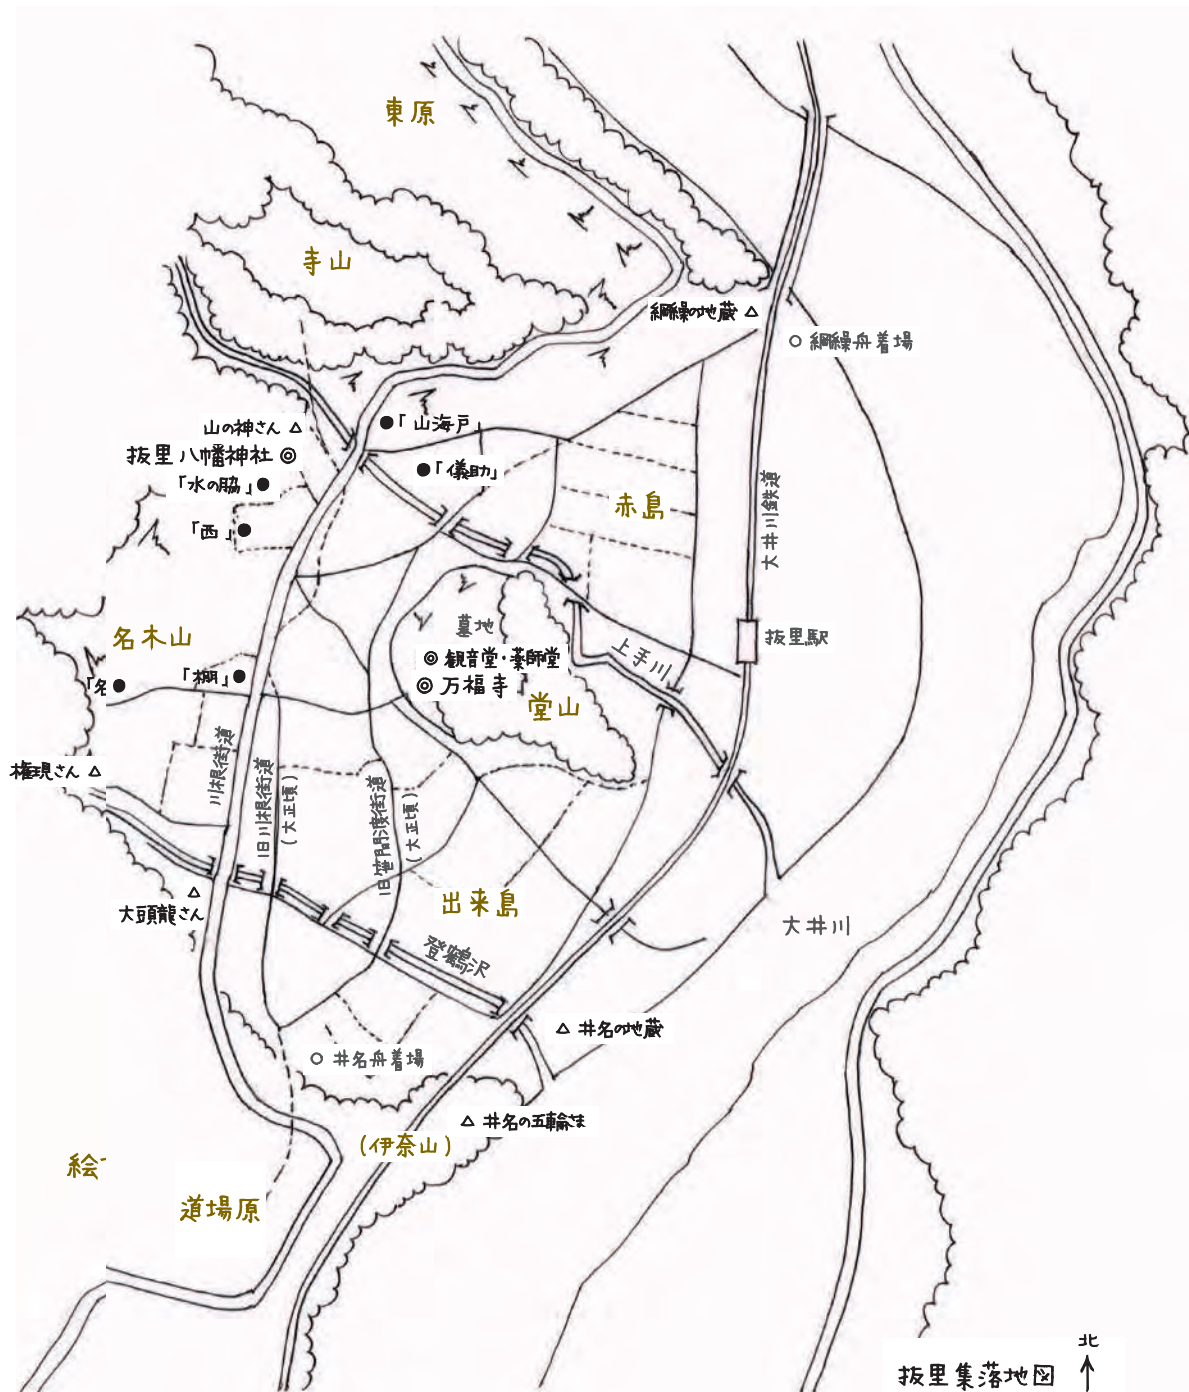 東原
寺山
綱繰の地蔵 △
○ 綱繰舟着場
山の神さん △
●「山海戸」
抜里八幡神社 ◎
●「儀助」
「水の脇」●
赤島
「西」●
大井川鉄道
名木山
墓地
抜里駅
◎ 観音堂・薬師堂
上手川
「棚」●
「名●
◎ 万福寺
堂山
権現さん △
川根街道
旧川根街道
(大正頃)
旧笹間渡街道
(大正頃)
△
大頭龍さん
出来島
大井川
登鶴沢
△ 井名の地蔵
○ 井名舟着場
△ 井名の五輪さま
(伊奈山)
絵
道場原
北
抜里集落地図